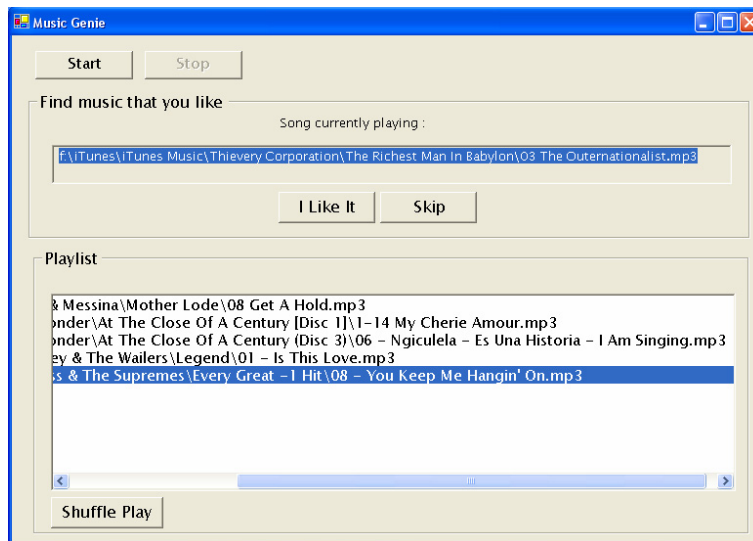 Music Genie
Start Stop
Find music that you like
Song currently playing :
f:\iTunes\iTunes Music\Thievery Corporation\The Richest Man In Babylon\03 The Outernationalist.mp3
I Like It Skip
Playlist
& Messina\Mother Lode\08 Get A Hold.mp3
onder\At The Close Of A Century [Disc 1]\1-14 My Cherie Amour.mp3
onder\At The Close Of A Century (Disc 3)\06 - Ngiculela - Es Una Historia - I Am Singing.mp3
ey & The Wailers\Legend\01 - Is This Love.mp3
ss & The Supremes\Every Great -1 Hit\08 - You Keep Me Hangin' On.mp3
Shuffle Play